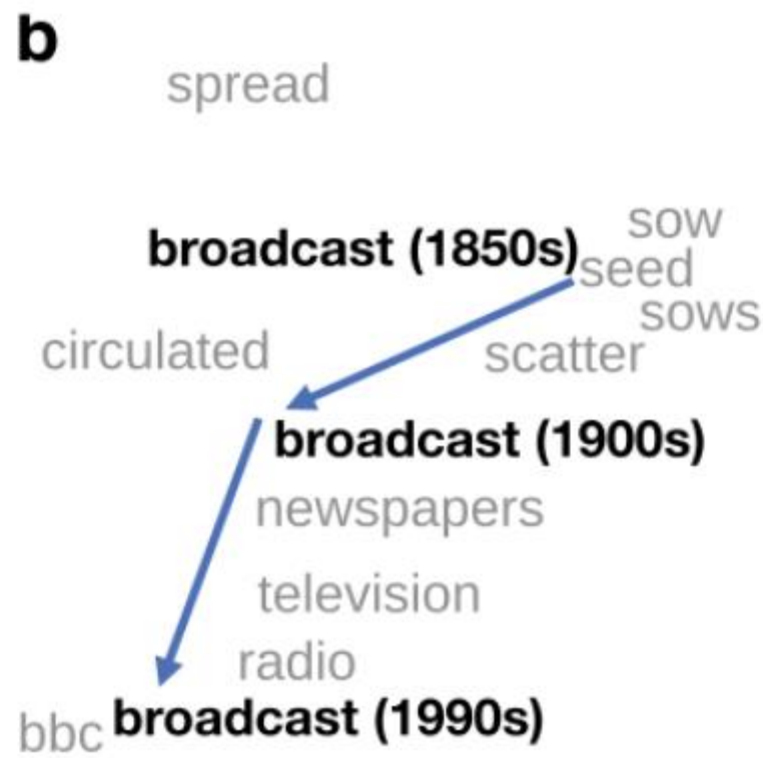 b
spread
sow
broadcast (1850s)
seed
sows
circulated
scatter
broadcast (1900s)
newspapers
television
radio
broadcast (1990s)
bbc